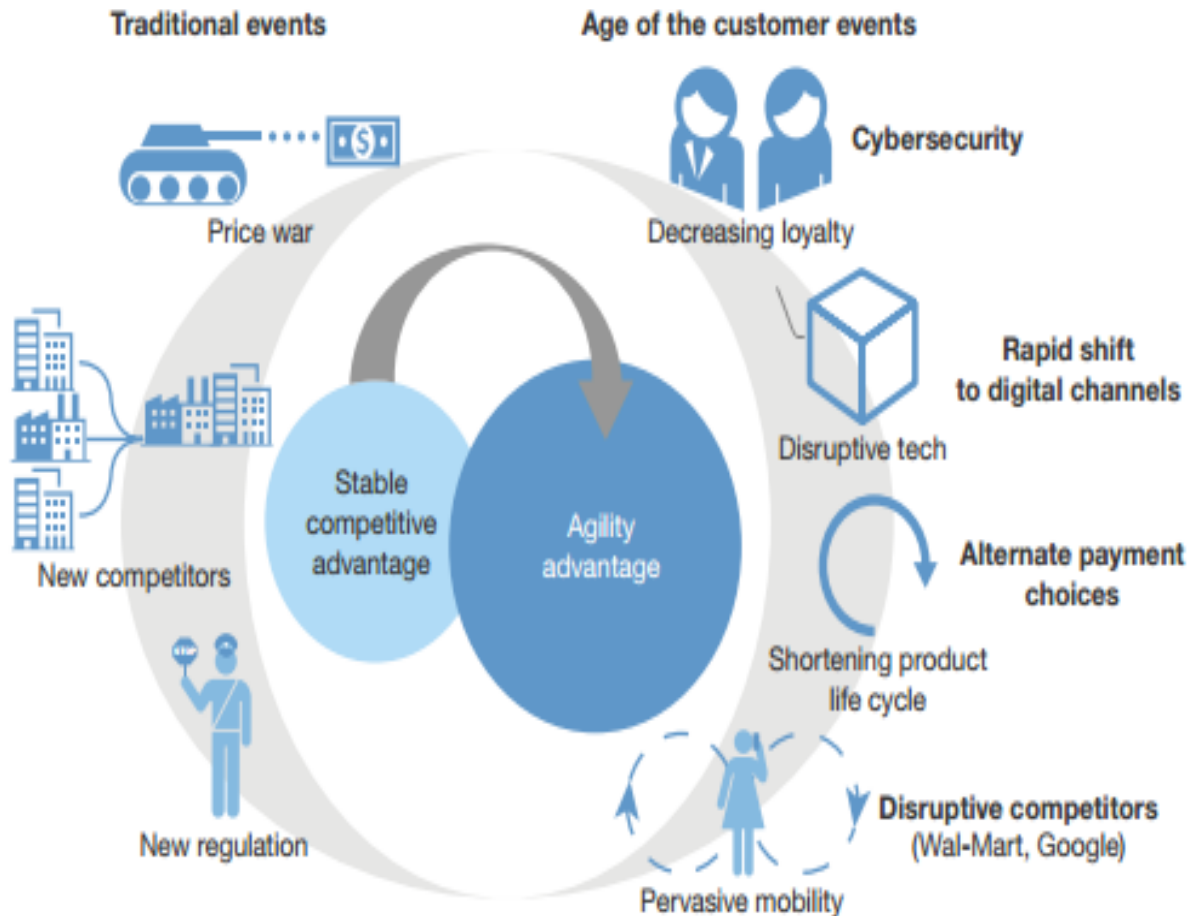 Traditional events
Age of the customer events
Price war
Cybersecurity
Decreasing loyalty
Rapid shift
to digital channels
Disruptive tech
Stable
competitive
advantage
Agility
advantage
New competitors
Alternate payment
choices
Shortening product
life cycle
STOP
New regulation
Disruptive competitors
(Wal-Mart, Google)
Pervasive mobility